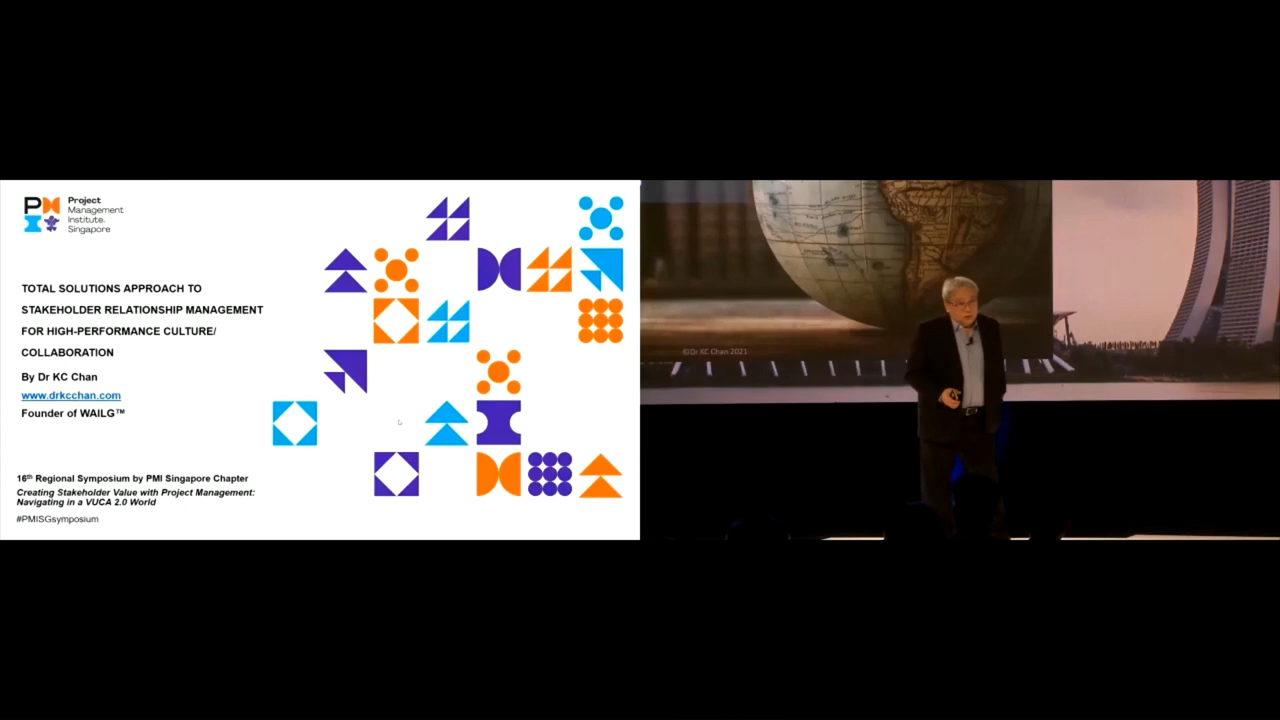 Project
Management
Institute.
Singapore
TOTAL SOLUTIONS APPROACH TO
STAKEHOLDER RELATIONSHIP MANAGEMENT
FOR HIGH-PERFORMANCE CULTURE/
COLLABORATION
By Dr KC Chan
www.drkcchan.com
Founder of WAILG™
16th Regional Symposium by PMI Singapore Chapter
Creating Stakeholder Value with Project Management:
Navigating in a VUCA 2.0 World
#PMISGsymposium
©Dr KC Chan 2021